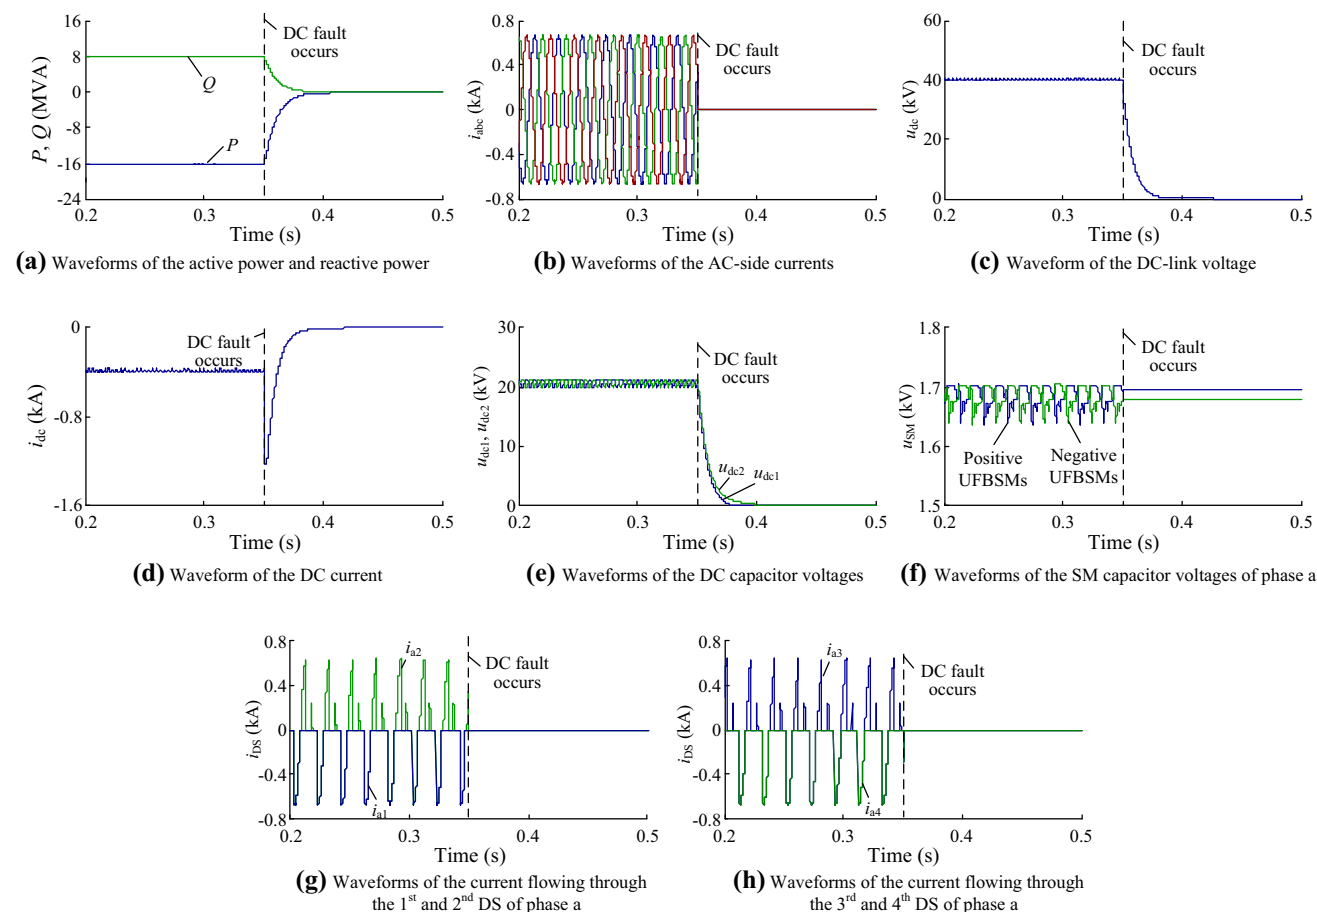 16
8
0
-8
-16
-24
P, Q (MVA)
DC fault
occurs
Q
P
0.2
0.3
0.4
0.5
Time (s)
(a) Waveforms of the active power and reactive power
0.8
0.4
0
-0.4
-0.8
iabc (kA)
DC fault
occurs
0.2
0.3
0.4
0.5
Time (s)
(b) Waveforms of the AC-side currents
60
40
20
0
udc (kV)
DC fault
occurs
0.2
0.3
0.4
0.5
Time (s)
(c) Waveform of the DC-link voltage
0
-0.8
-1.6
idc (kA)
DC fault
occurs
0.2
0.3
0.4
0.5
Time (s)
(d) Waveform of the DC current
30
20
10
0
udc1, udc2 (kV)
DC fault
occurs
udc2
udc1
0.2
0.3
0.4
0.5
Time (s)
(e) Waveforms of the DC capacitor voltages
1.8
1.7
1.6
1.5
uSM (kV)
DC fault
occurs
Positive
UFBSMs
Negative
UFBSMs
0.2
0.3
0.4
0.5
Time (s)
(f) Waveforms of the SM capacitor voltages of phase a
0.8
0.4
0
-0.4
-0.8
iDS (kA)
ia2
DC fault
occurs
ia1
0.2
0.3
0.4
0.5
Time (s)
(g) Waveforms of the current flowing through
the 1st and 2nd DS of phase a
0.8
0.4
0
-0.4
-0.8
iDS (kA)
ia3
DC fault
occurs
ia4
0.2
0.3
0.4
0.5
Time (s)
(h) Waveforms of the current flowing through
the 3rd and 4th DS of phase a